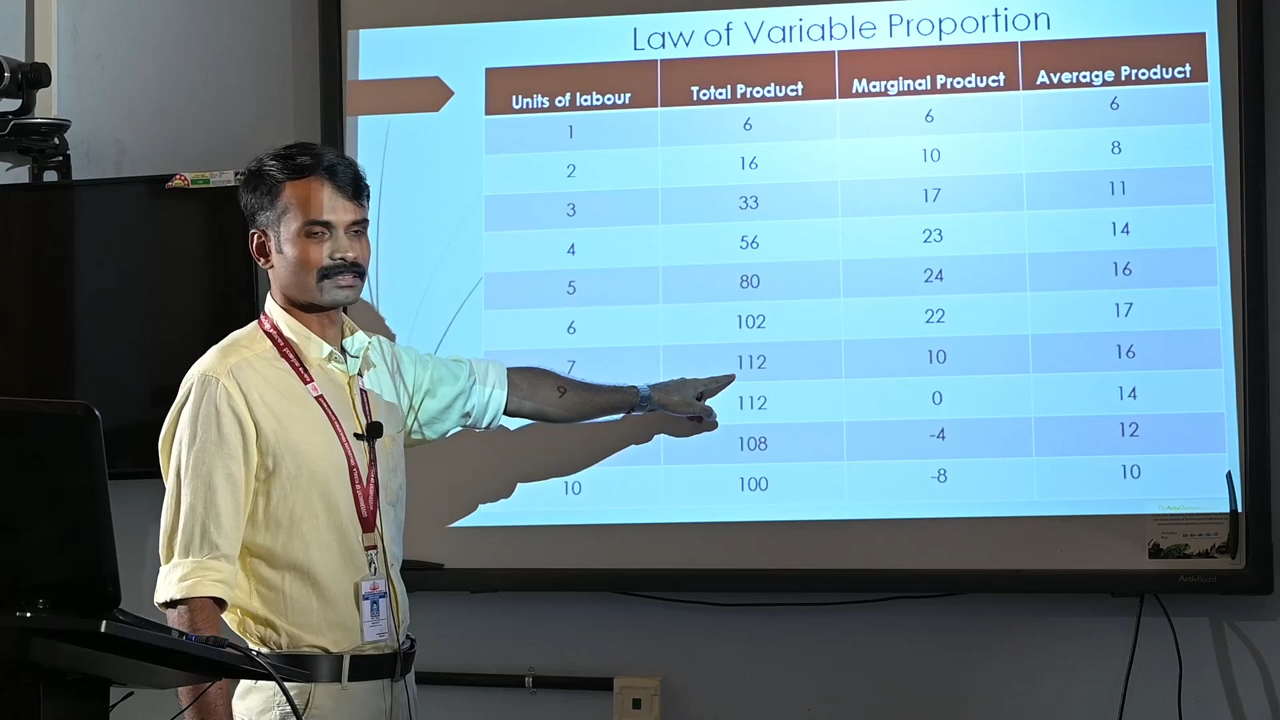 Law of Variable Proportion
Units of labour Total Product Marginal Product Average Product
1 6 6 6
2 16 10 8
3 33 17 11
4 56 23 14
5 80 24 16
6 102 22 17
7 112 10 16
112 0 14
9 108 -4 12
10 100 -8 10
ActivBoard